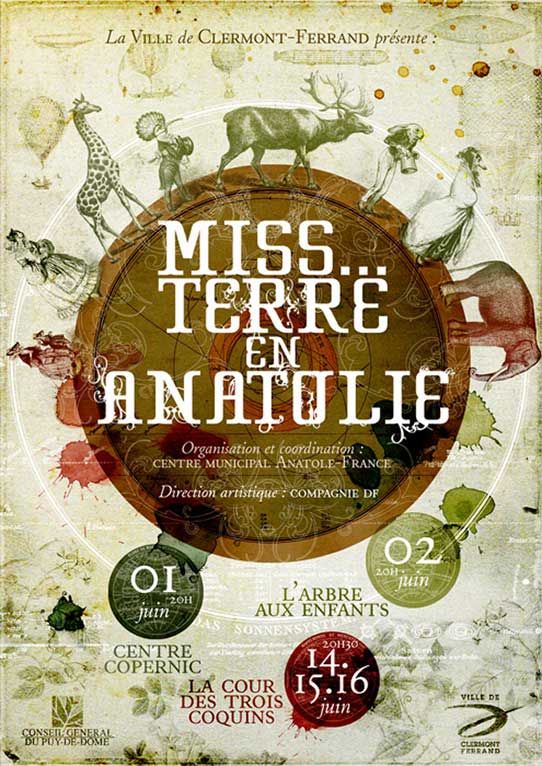 La Ville de Clermont-Ferrand présente :
MISS...
TERRE
EN
ANATOLIE
Organisation et coordination :
centre municipal Anatole-France
Direction artistique : compagnie DF
01
20H
juin
02
20H
juin
L'ARBRE
AUX ENFANTS
DAS SONNENSYSTEM
CENTRE
COPERNIC
20H30
14.
15.16
juin
LA COUR
DES TROIS
COQUINS
CONSEIL GÉNÉRAL
DU PUY-DE-DÔME
VILLE DE
CLERMONT
FERRAND